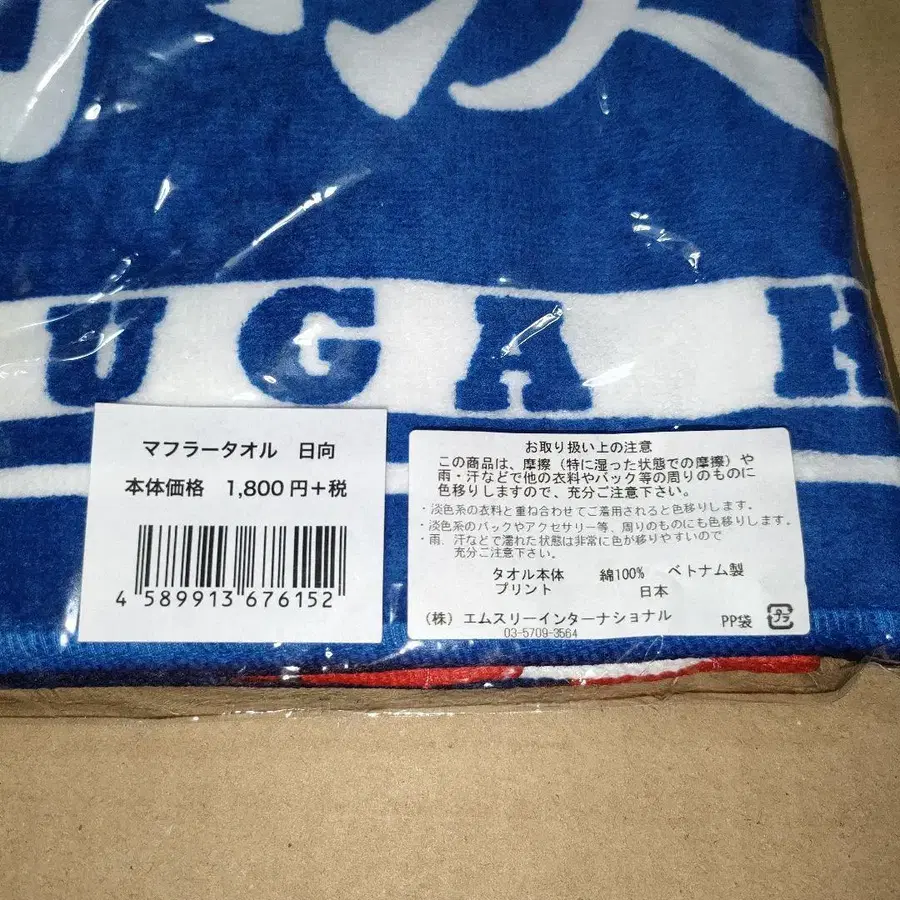 UGA
マフラータオル 日向
本体価格 1,800円+税
4 589913 676152
お取り扱い上の注意
この商品は、摩擦(特に湿った状態での摩擦)や
雨・汗などで他の衣料やバック等の周りのものに
色移りしますので、充分ご注意下さい。
・淡色系の衣料と重ね合わせてご着用されると色移りします。
・淡色系のバックやアクセサリー等、周りのものにも色移りします。
・雨、汗などで濡れた状態は非常に色が移りやすいので
充分ご注意下さい。
タオル本体 綿100% ベトナム製
プリント 日本
(株)エムスリーインターナショナル
03-5709-3564
PP袋 プラ